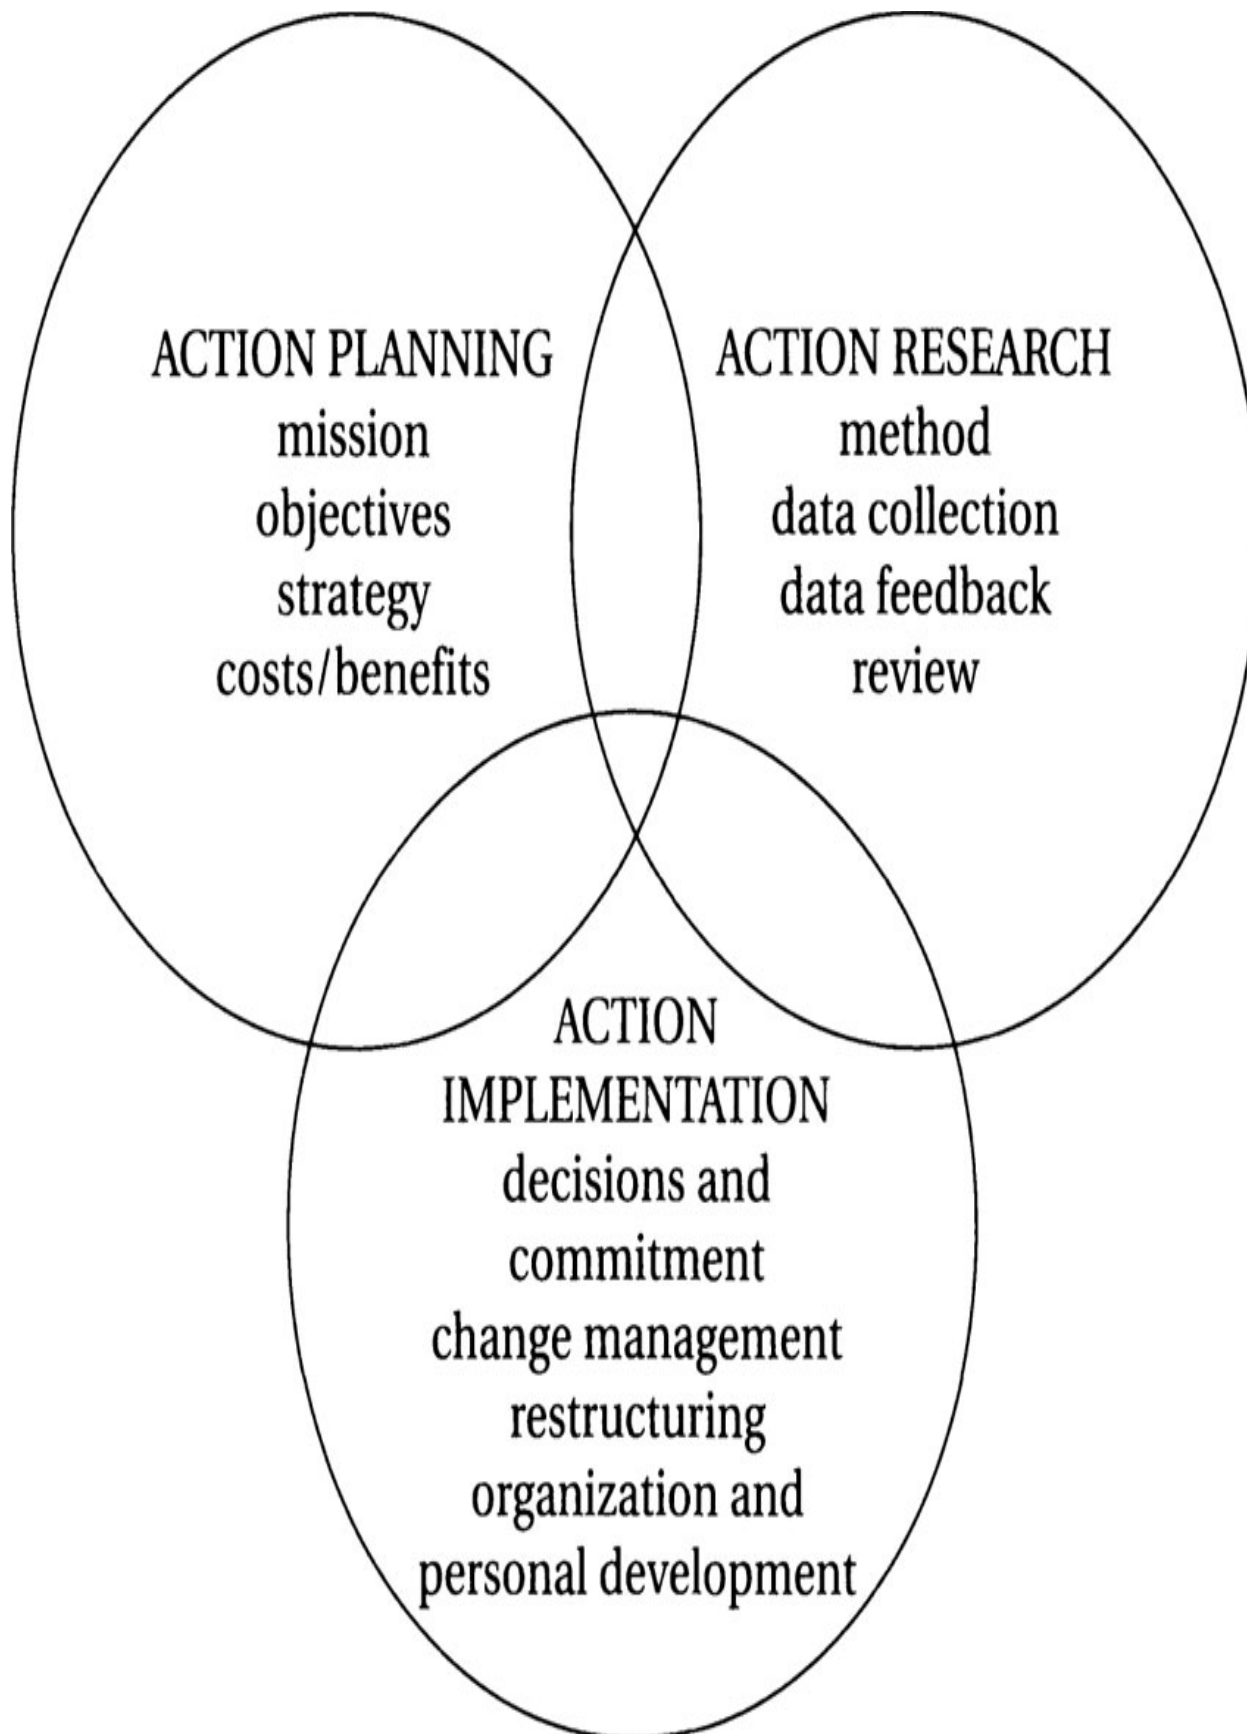 ACTION PLANNING
mission
objectives
strategy
costs/benefits
ACTION RESEARCH
method
data collection
data feedback
review
ACTION
IMPLEMENTATION
decisions and
commitment
change management
restructuring
organization and
personal development